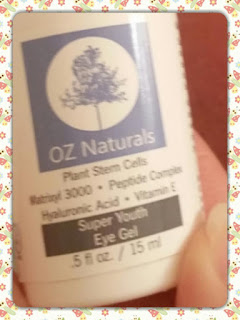 OZ Naturals
Plant Stem Cells
Matrixyl 3000 • Peptide Complex
Hyaluronic Acid • Vitamin E
Super Youth
Eye Gel
.5 fl oz. / 15 ml